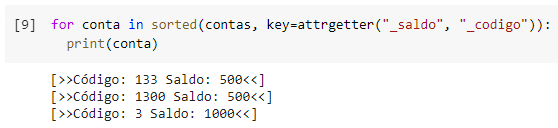 [9] for conta in sorted(contas, key=attrgetter("_saldo", "_codigo")):
print(conta)
[>>Código: 133 Saldo: 500<<]
[>>Código: 1300 Saldo: 500<<]
[>>Código: 3 Saldo: 1000<<]